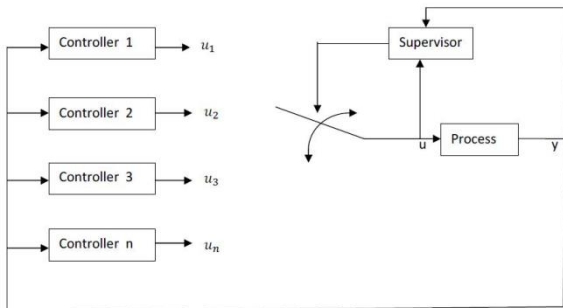 Controller 1
u₁
Supervisor
Controller 2
u₂
u
Process
y
Controller 3
u₃
Controller n
uₙ